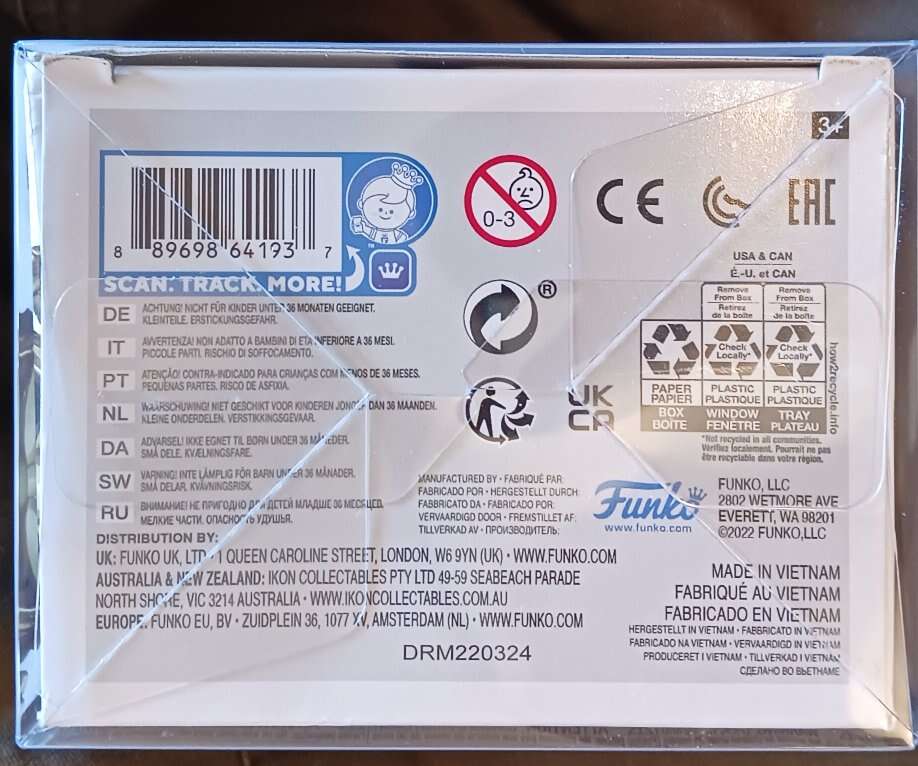 3+
8 89698 64193 7
™
SCAN. TRACK. MORE!
0-3
CE
EAC
®
UK
CA
USA & CAN
É.-U. et CAN
Remove
From Box
Retirez
de la boîte
Remove
From Box
Retirez
de la boîte
Check
Locally*
Check
Locally*
PAPER
PAPIER
PLASTIC
PLASTIQUE
PLASTIC
PLASTIQUE
BOX
BOÎTE
WINDOW
FENÊTRE
TRAY
PLATEAU
how2recycle.info
*Not recycled in all communities.
Vérifiez localement. Pourrait ne pas
être recyclable dans votre région.
DE ACHTUNG! NICHT FÜR KINDER UNTER 36 MONATEN GEEIGNET.
KLEINTEILE. ERSTICKUNGSGEFAHR.
IT AVVERTENZA! NON ADATTO A BAMBINI DI ETÀ INFERIORE A 36 MESI.
PICCOLE PARTI. RISCHIO DI SOFFOCAMENTO.
PT ATENÇÃO! CONTRA-INDICADO PARA CRIANÇAS COM MENOS DE 36 MESES.
PEQUENAS PARTES. RISCO DE ASFIXIA.
NL WAARSCHUWING! NIET GESCHIKT VOOR KINDEREN JONGER DAN 36 MAANDEN.
KLEINE ONDERDELEN. VERSTIKKINGSGEVAAR.
DA ADVARSEL! IKKE EGNET TIL BØRN UNDER 36 MÅNEDER.
SMÅ DELE. KVÆLNINGSFARE.
SW VARNING! INTE LÄMPLIG FÖR BARN UNDER 36 MÅNADER.
SMÅ DELAR. KVÄVNINGSRISK.
RU ВНИМАНИЕ! НЕ ПРИГОДНО ДЛЯ ДЕТЕЙ МЛАДШЕ 36 МЕСЯЦЕВ.
МЕЛКИЕ ЧАСТИ. ОПАСНОСТЬ УДУШЬЯ.
MANUFACTURED BY • FABRIQUÉ PAR:
FABRICADO POR • HERGESTELLT DURCH:
FABRICATO DA • FABRICADO POR:
VERVAARDIGD DOOR • FREMSTILLET AF:
TILLVERKAD AV • ПРОИЗВОДИТЕЛЬ:
Funko
www.funko.com
FUNKO, LLC
2802 WETMORE AVE
EVERETT, WA 98201
©2022 FUNKO,LLC
DISTRIBUTION BY:
UK: FUNKO UK, LTD • 1 QUEEN CAROLINE STREET, LONDON, W6 9YN (UK) • WWW.FUNKO.COM
AUSTRALIA & NEW ZEALAND: IKON COLLECTABLES PTY LTD 49-59 SEABEACH PARADE
NORTH SHORE, VIC 3214 AUSTRALIA • WWW.IKONCOLLECTABLES.COM.AU
EUROPE: FUNKO EU, BV • ZUIDPLEIN 36, 1077 XV, AMSTERDAM (NL) • WWW.FUNKO.COM
DRM220324
MADE IN VIETNAM
FABRIQUÉ AU VIETNAM
FABRICADO EN VIETNAM
HERGESTELLT IN VIETNAM • FABBRICATO IN VIETNAM
FABRICADO NA VIETNAM • VERVAARDIGD IN VIETNAM
PRODUCERET I VIETNAM • TILLVERKAD I VIETNAM
СДЕЛАНО ВО ВЬЕТНАМЕ